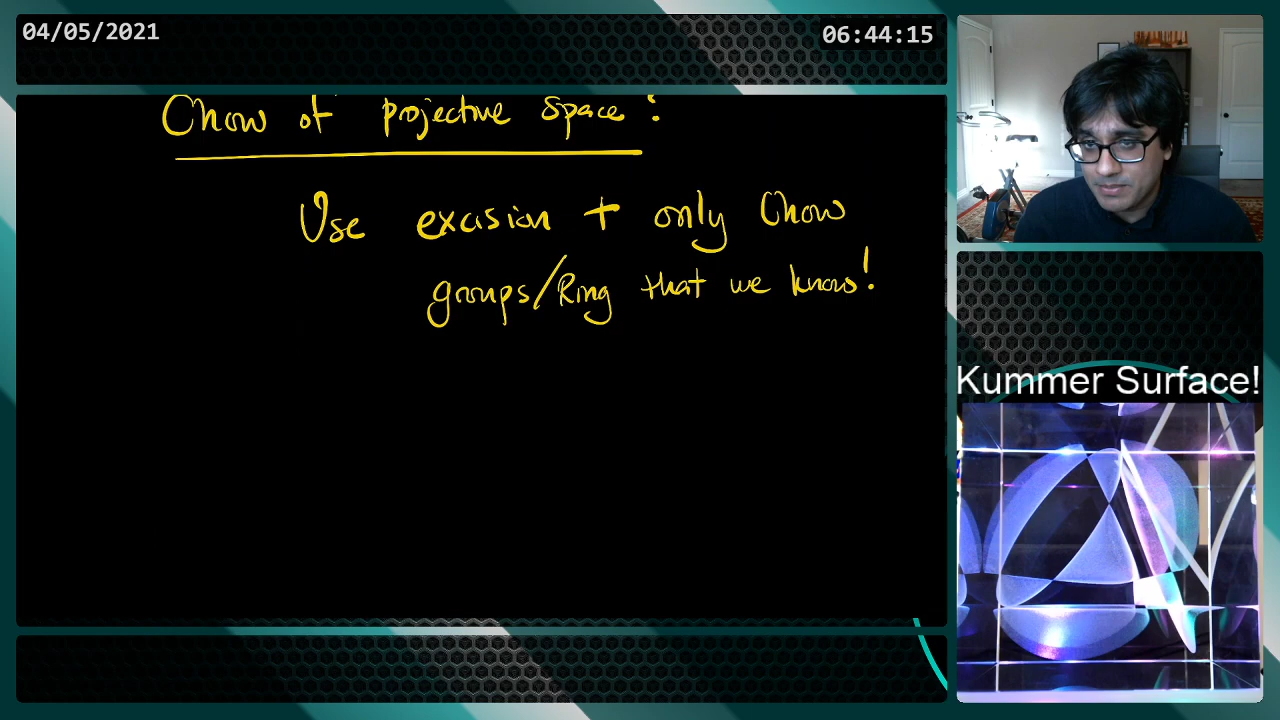 04/05/2021
06:44:15
Chow of projective space:
Use excision + only Chow
groups/Ring that we know!
Kummer Surface!